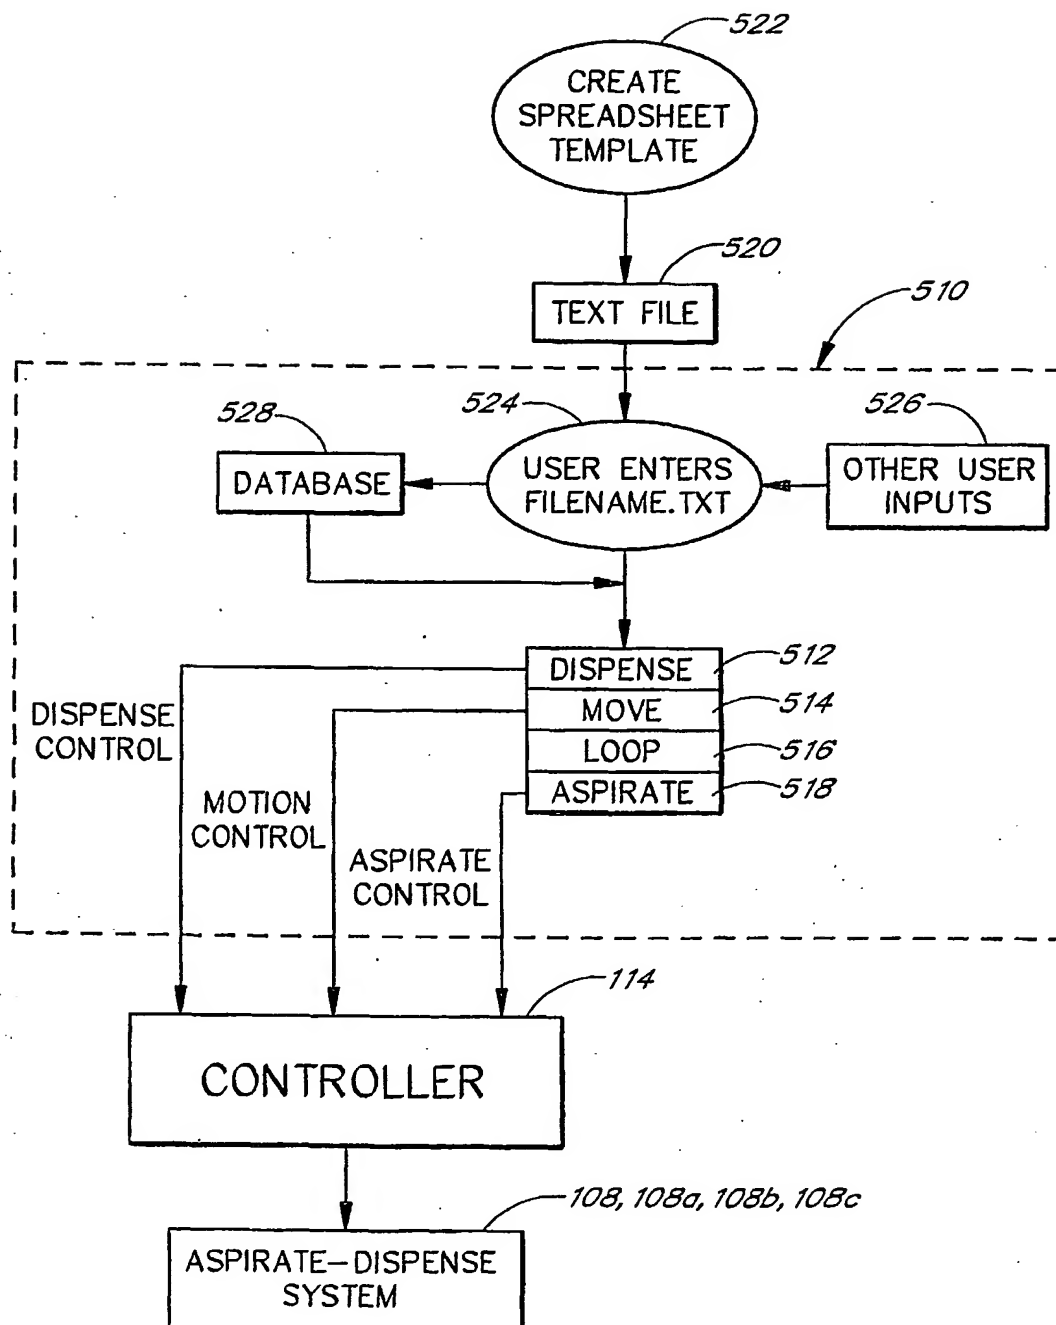 522
CREATE
SPREADSHEET
TEMPLATE
520
TEXT FILE
510
528
524
526
DATABASE
USER ENTERS
FILENAME.TXT
OTHER USER
INPUTS
DISPENSE
512
MOVE
514
LOOP
516
ASPIRATE
518
DISPENSE
CONTROL
MOTION
CONTROL
ASPIRATE
CONTROL
114
CONTROLLER
108, 108a, 108b, 108c
ASPIRATE-DISPENSE
SYSTEM